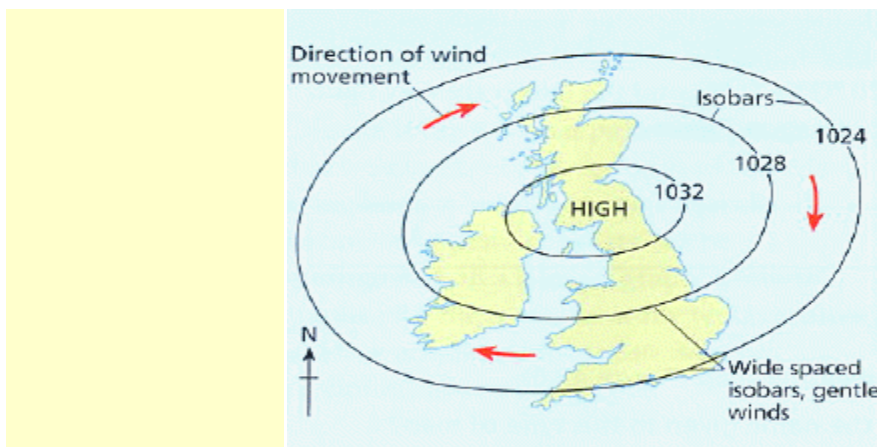 Direction of wind
movement
Isobars
1024
1028
1032
HIGH
N
Wide spaced
isobars, gentle
winds